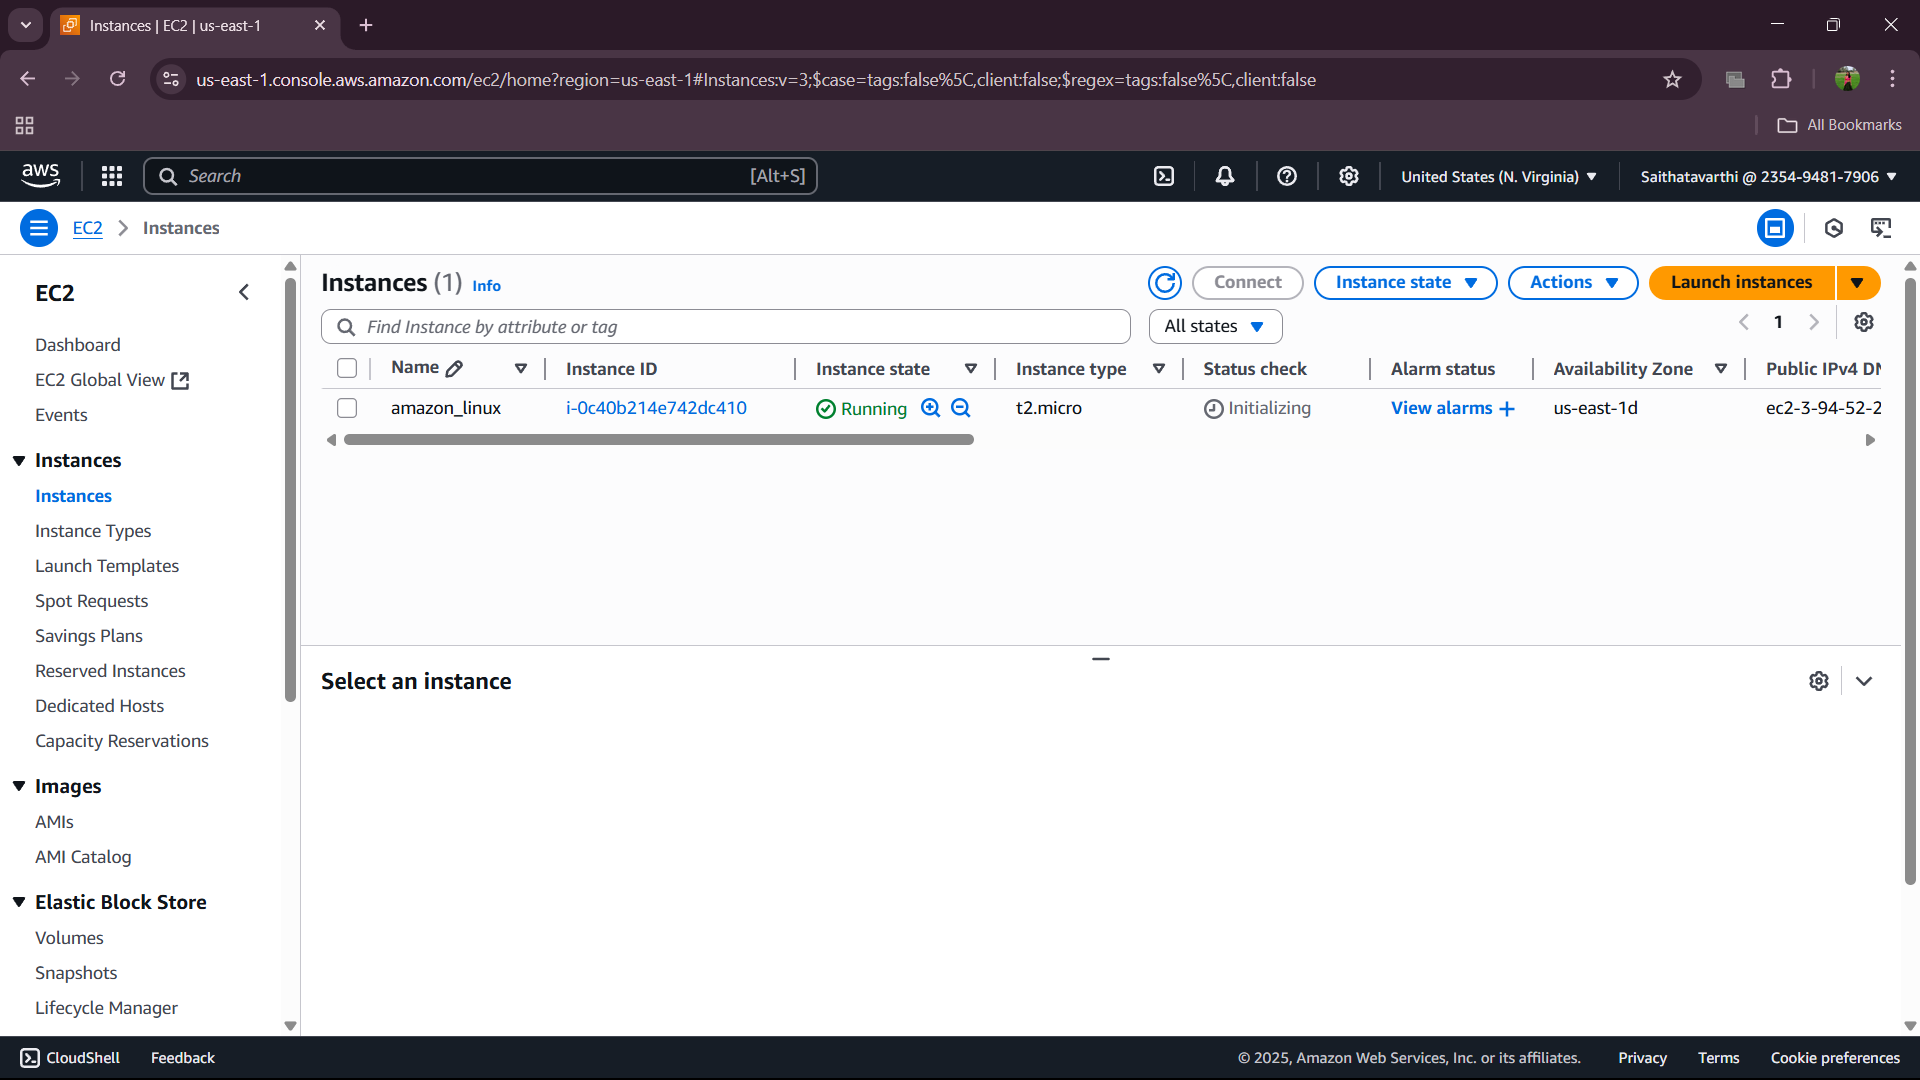 Instances | EC2 | us-east-1
us-east-1.console.aws.amazon.com/ec2/home?region=us-east-1#Instances:v=3;$case=tags:false%5C,client:false;$regex=tags:false%5C,client:false
All Bookmarks
aws
Search
[Alt+S]
United States (N. Virginia)
Saithatavarthi @ 2354-9481-7906
EC2
Instances
EC2
Dashboard
EC2 Global View
Events
Instances
Instances
Instance Types
Launch Templates
Spot Requests
Savings Plans
Reserved Instances
Dedicated Hosts
Capacity Reservations
Images
AMIs
AMI Catalog
Elastic Block Store
Volumes
Snapshots
Lifecycle Manager
Instances (1) Info
Connect
Instance state
Actions
Launch instances
Find Instance by attribute or tag
All states
1
Name Instance ID Instance state Instance type Status check Alarm status Availability Zone Public IPv4 DN
amazon_linux i-0c40b214e742dc410 Running t2.micro Initializing View alarms + us-east-1d ec2-3-94-52-2
Select an instance
CloudShell
Feedback
© 2025, Amazon Web Services, Inc. or its affiliates.
Privacy
Terms
Cookie preferences